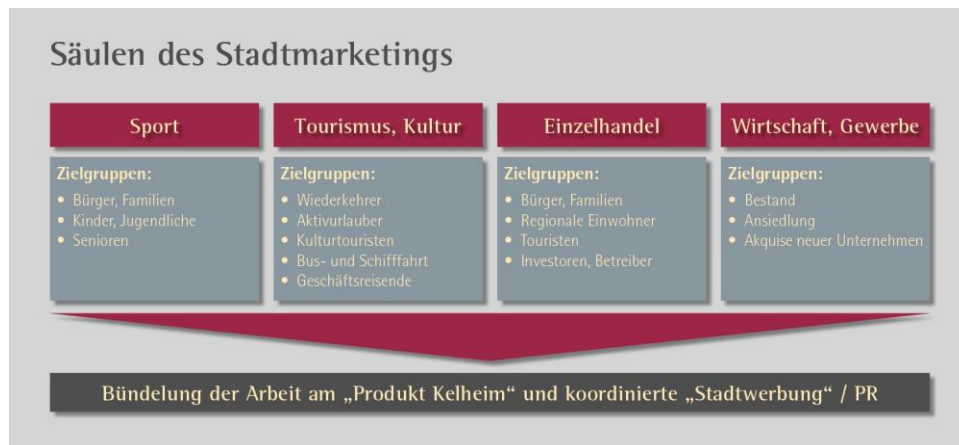 Säulen des Stadtmarketings
Sport
Zielgruppen:
• Bürger, Familien
• Kinder, Jugendliche
• Senioren
Tourismus, Kultur
Zielgruppen:
• Wiederkehrer
• Aktivurlauber
• Kulturtouristen
• Bus- und Schifffahrt
• Geschäftsreisende
Einzelhandel
Zielgruppen:
• Bürger, Familien
• Regionale Einwohner
• Touristen
• Investoren, Betreiber
Wirtschaft, Gewerbe
Zielgruppen:
• Bestand
• Ansiedlung
• Akquise neuer Unternehmen
Bündelung der Arbeit am „Produkt Kelheim“ und koordinierte „Stadtwerbung“ / PR